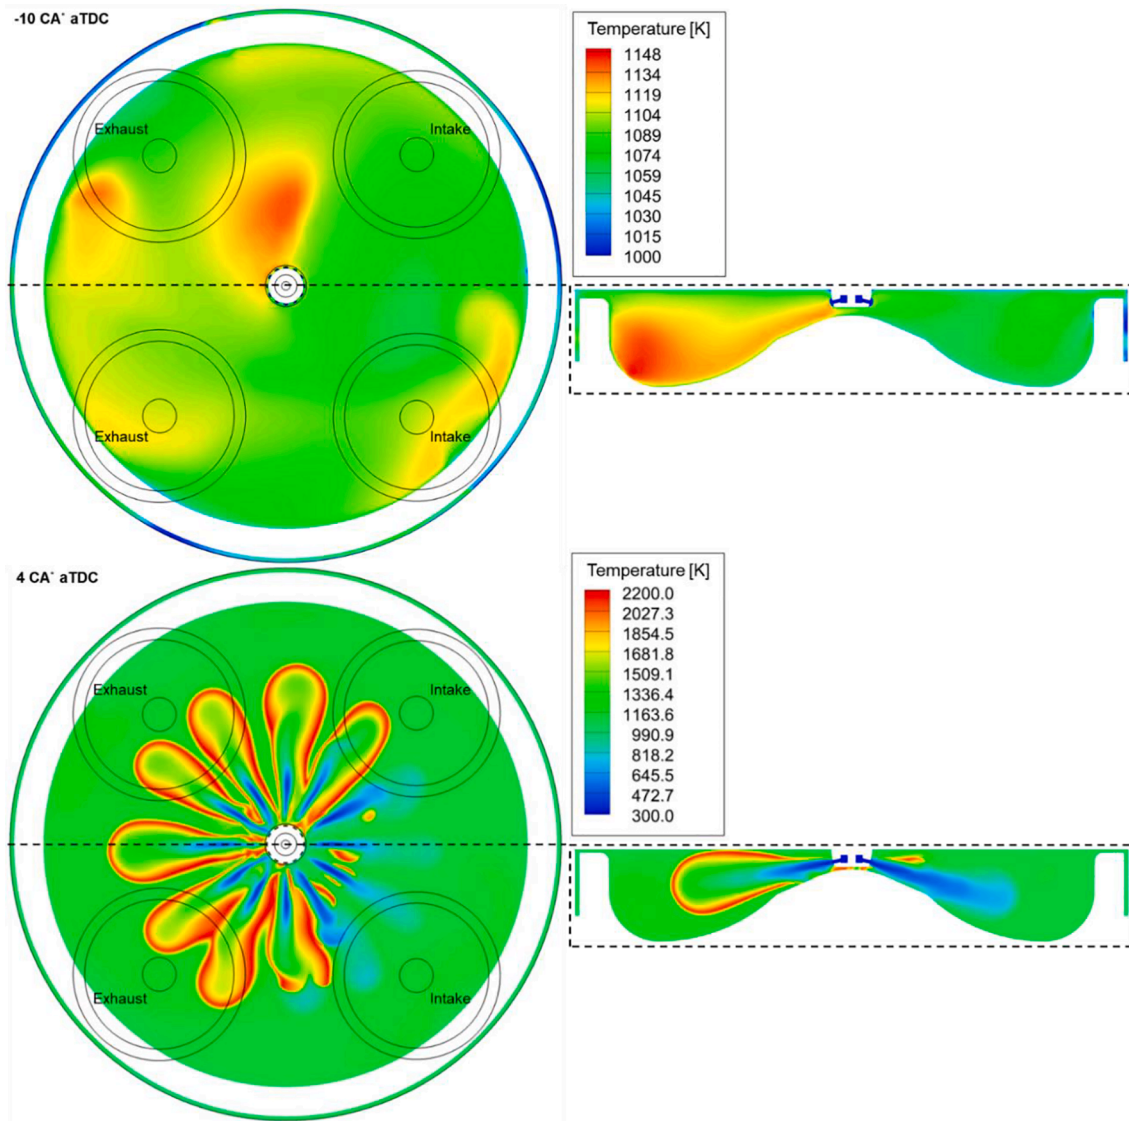 -10 CA° aTDC
Exhaust
Intake
Exhaust
Intake
Temperature [K]
1148
1134
1119
1104
1089
1074
1059
1045
1030
1015
1000
4 CA° aTDC
Exhaust
Intake
Exhaust
Intake
Temperature [K]
2200.0
2027.3
1854.5
1681.8
1509.1
1336.4
1163.6
990.9
818.2
645.5
472.7
300.0